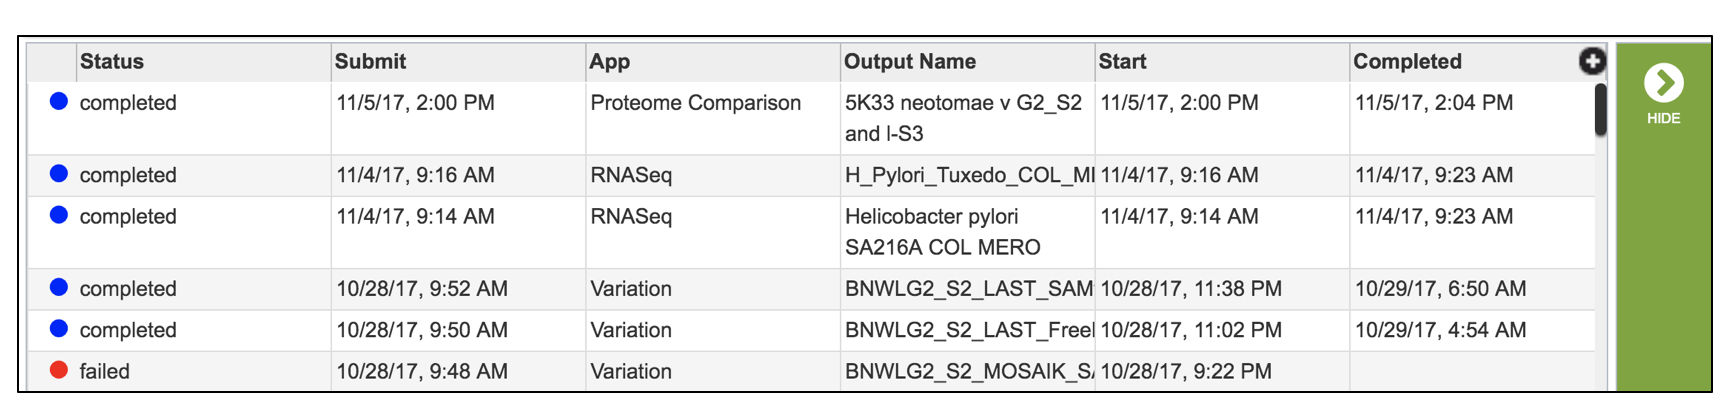 Status Submit App Output Name Start Completed
HIDE
completed 11/5/17, 2:00 PM Proteome Comparison 5K33 neotomae v G2_S2 11/5/17, 2:00 PM 11/5/17, 2:04 PM
and l-S3
completed 11/4/17, 9:16 AM RNASeq H_Pylori_Tuxedo_COL_MI 11/4/17, 9:16 AM 11/4/17, 9:23 AM
completed 11/4/17, 9:14 AM RNASeq Helicobacter pylori 11/4/17, 9:14 AM 11/4/17, 9:23 AM
SA216A COL MERO
completed 10/28/17, 9:52 AM Variation BNWLG2_S2_LAST_SAM 10/28/17, 11:38 PM 10/29/17, 6:50 AM
completed 10/28/17, 9:50 AM Variation BNWLG2_S2_LAST_Free 10/28/17, 11:02 PM 10/29/17, 4:54 AM
failed 10/28/17, 9:48 AM Variation BNWLG2_S2_MOSAIK_S 10/28/17, 9:22 PM